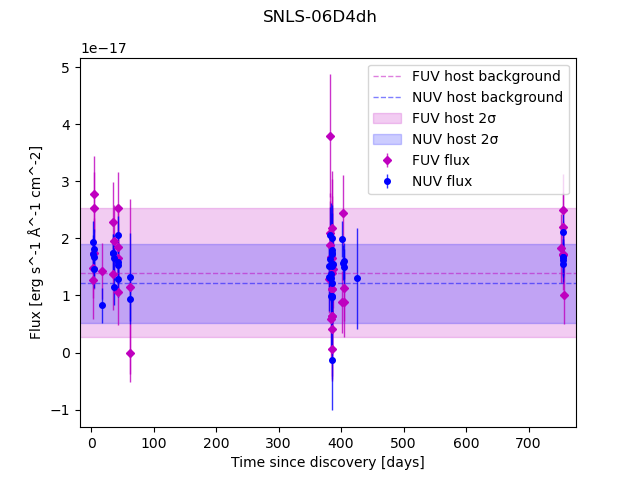 SNLS-06D4dh
1e−17
FUV host background
NUV host background
FUV host 2σ
NUV host 2σ
FUV flux
NUV flux
5
4
3
2
1
0
−1
Flux [erg s^-1 Å^-1 cm^-2]
0 100 200 300 400 500 600 700
Time since discovery [days]